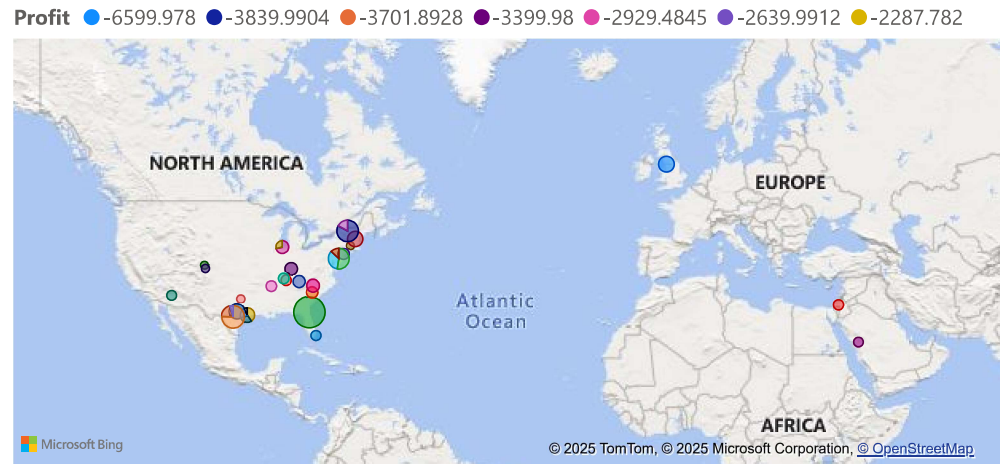 Profit -6599.978 -3839.9904 -3701.8928 -3399.98 -2929.4845 -2639.9912 -2287.782
NORTH AMERICA
EUROPE
Atlantic
Ocean
AFRICA
Microsoft Bing
© 2025 TomTom, © 2025 Microsoft Corporation, © OpenStreetMap